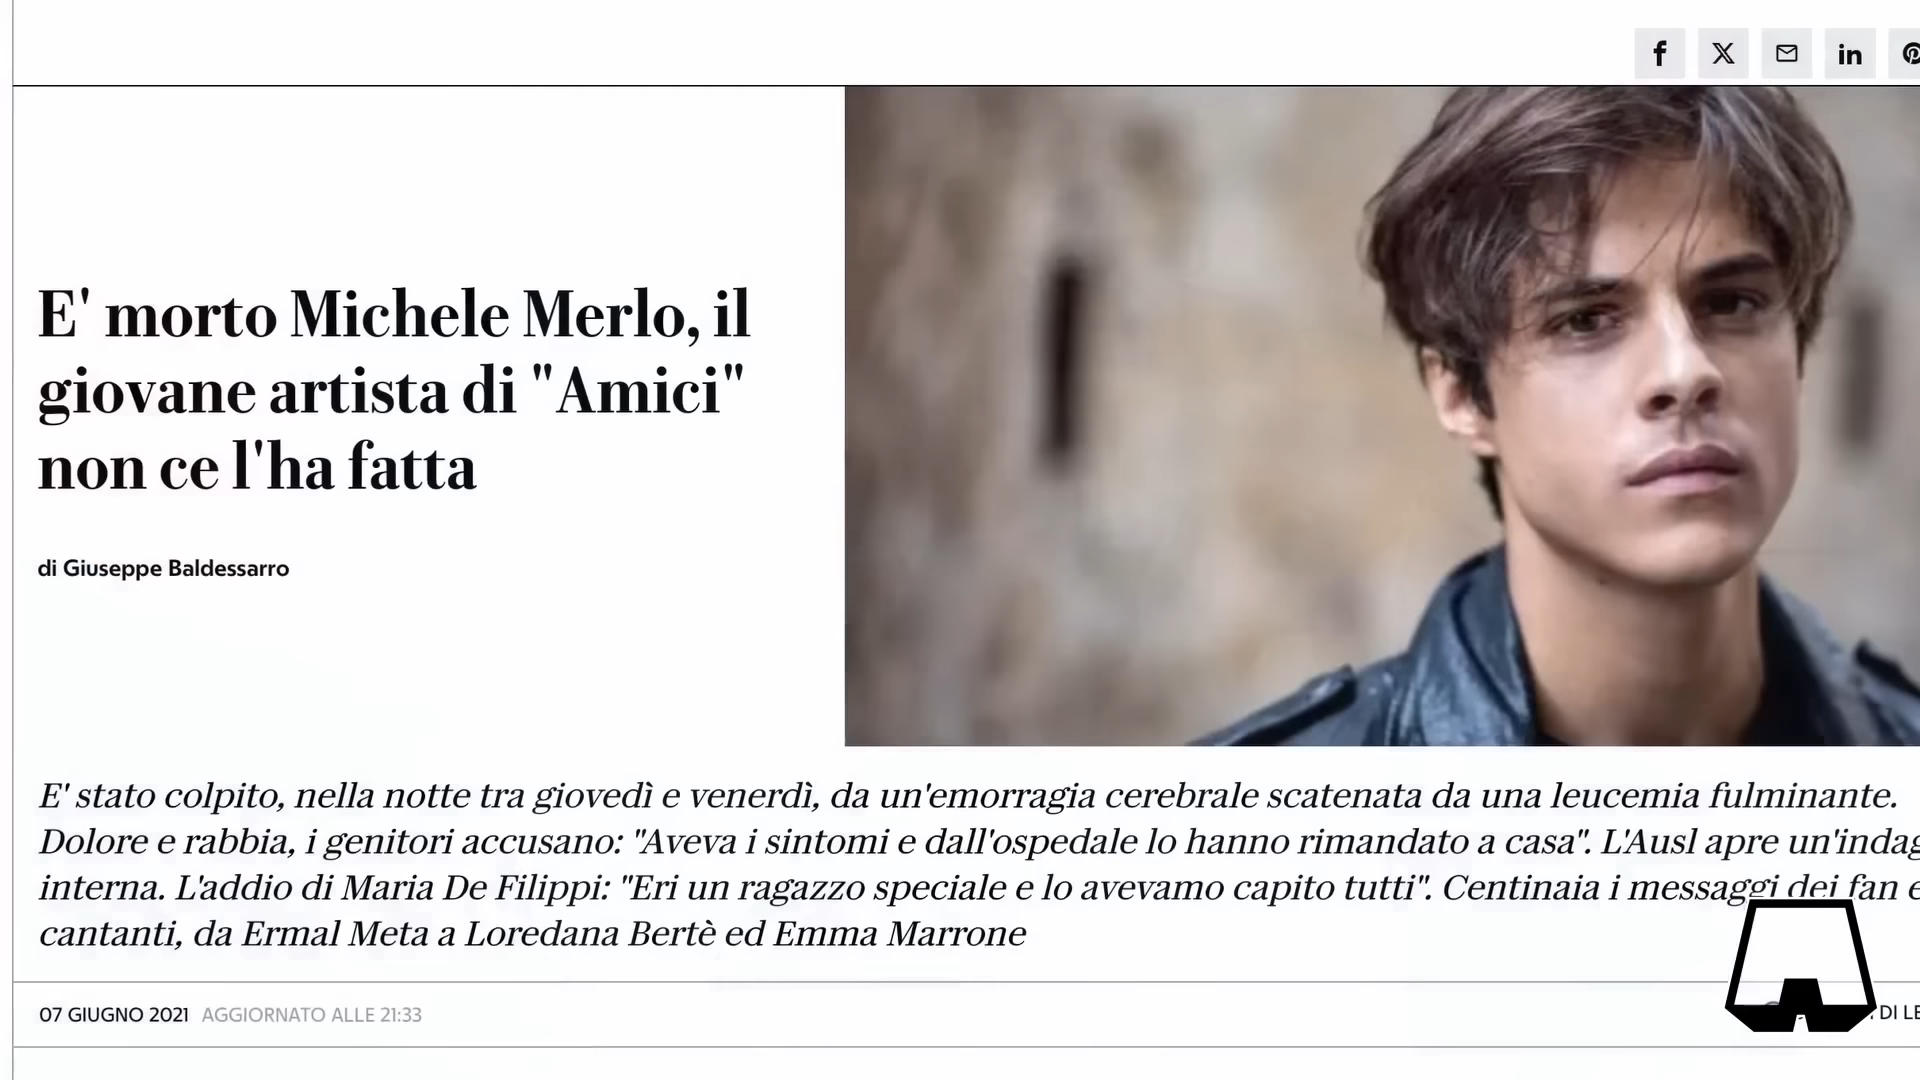 E' morto Michele Merlo, il
giovane artista di "Amici"
non ce l'ha fatta
di Giuseppe Baldessarro
E' stato colpito, nella notte tra giovedì e venerdì, da un'emorragia cerebrale scatenata da una leucemia fulminante.
Dolore e rabbia, i genitori accusano: "Aveva i sintomi e dall'ospedale lo hanno rimandato a casa". L'Ausl apre un'indag
interna. L'addio di Maria De Filippi: "Eri un ragazzo speciale e lo avevamo capito tutti". Centinaia i messaggi dei fan e
cantanti, da Ermal Meta a Loredana Bertè ed Emma Marrone
07 GIUGNO 2021 AGGIORNATO ALLE 21:33
DI LE